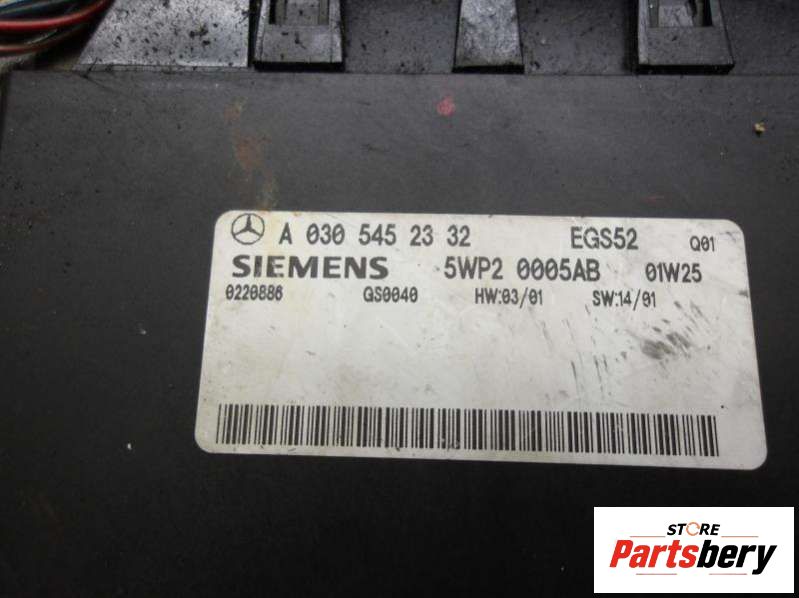 A 030 545 23 32 EGS52 Q01
SIEMENS 5WP2 0005AB 01W25
0220886 GS0040 HW:03/01 SW:14/01
STORE
Partsbery